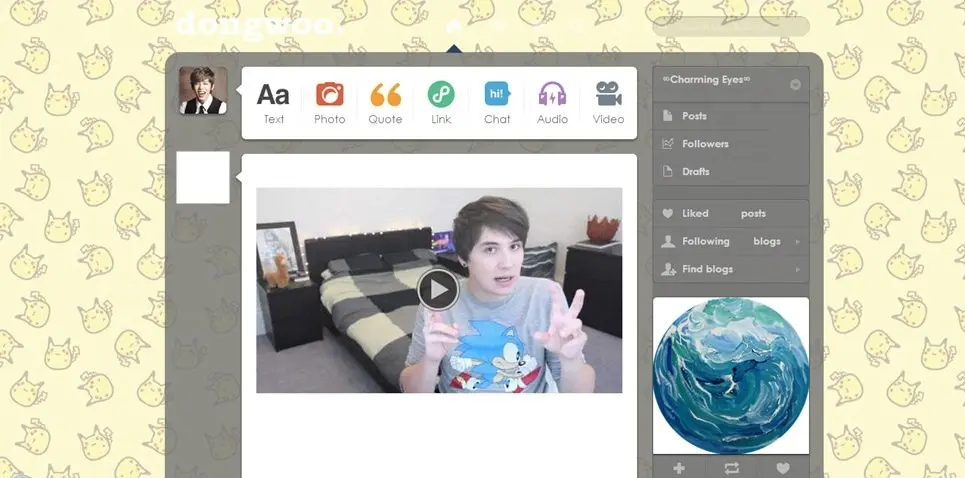 dongwoo.
∞Charming Eyes∞
Aa
hi!
Text Photo Quote Link Chat Audio Video
Posts
Followers
Drafts
Liked posts
Following blogs
Find blogs